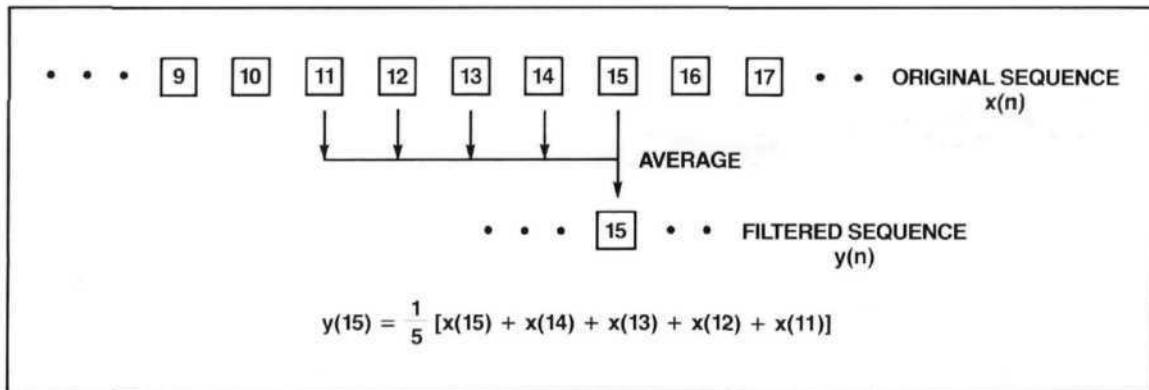 • • • 9 10 11 12 13 14 15 16 17 • • ORIGINAL SEQUENCE
x(n)
AVERAGE
• • • 15 • • FILTERED SEQUENCE
y(n)
y(15) = 1/5 [x(15) + x(14) + x(13) + x(12) + x(11)]